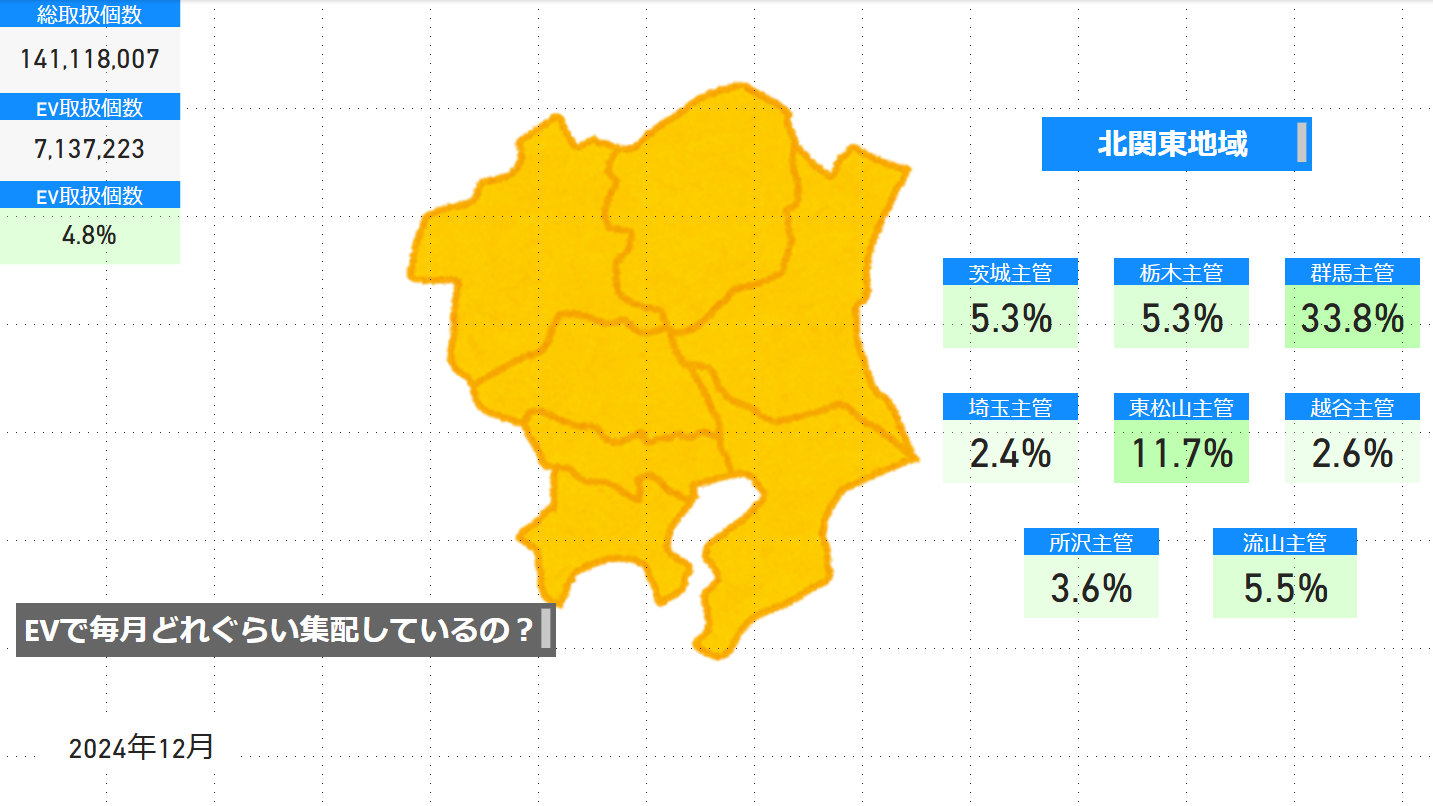 総取扱個数
141,118,007
EV取扱個数
7,137,223
EV取扱個数
4.8%
北関東地域
茨城主管
5.3%
栃木主管
5.3%
群馬主管
33.8%
埼玉主管
2.4%
東松山主管
11.7%
越谷主管
2.6%
所沢主管
3.6%
流山主管
5.5%
EVで毎月どれぐらい集配しているの？
2024年12月